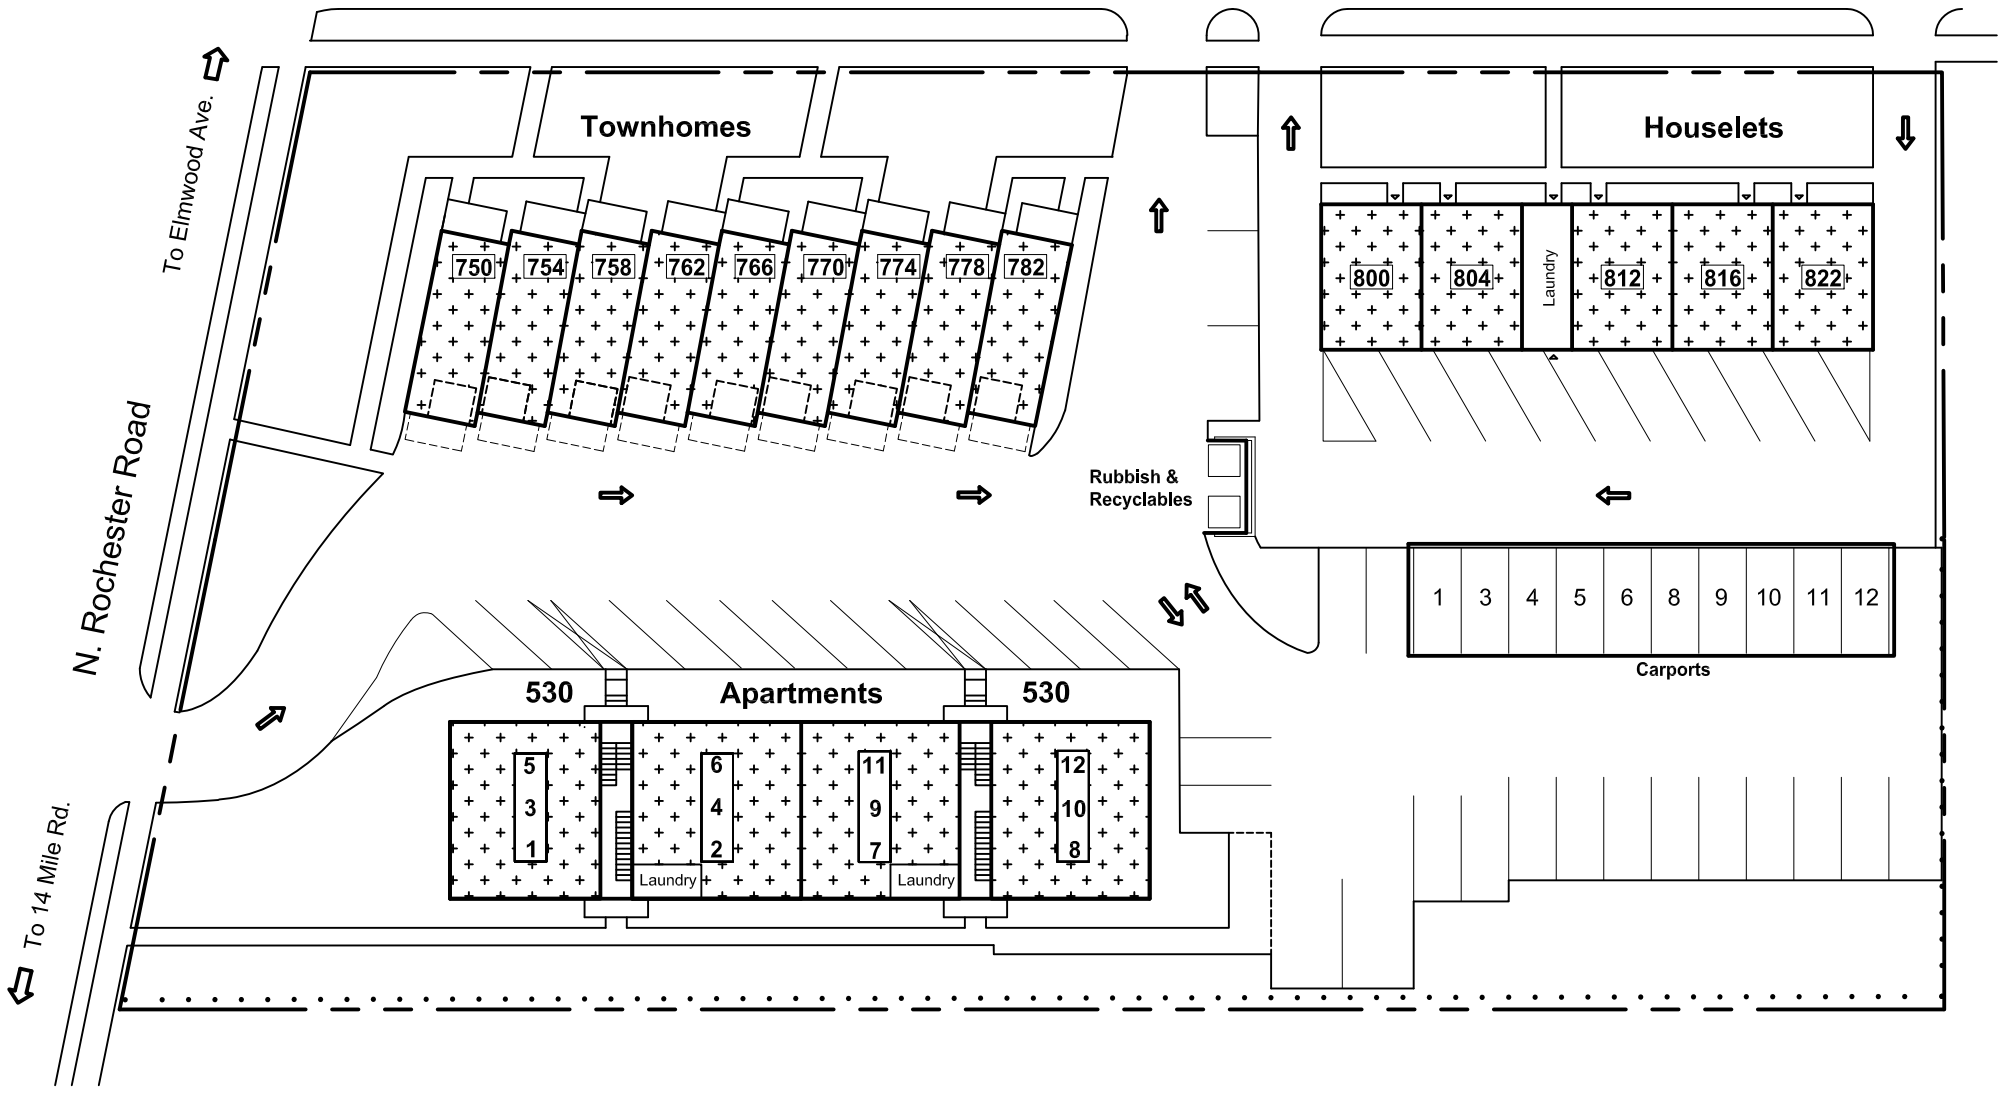 To Elmwood Ave.
Townhomes
Houselets
750 754 758 762 766 770 774 778 782
800 804 Laundry 812 816 822
N. Rochester Road
Rubbish &
Recyclables
1 3 4 5 6 8 9 10 11 12
Carports
530 Apartments 530
5 6 11 12
3 4 9 10
1 2 7 8
Laundry Laundry
To 14 Mile Rd.